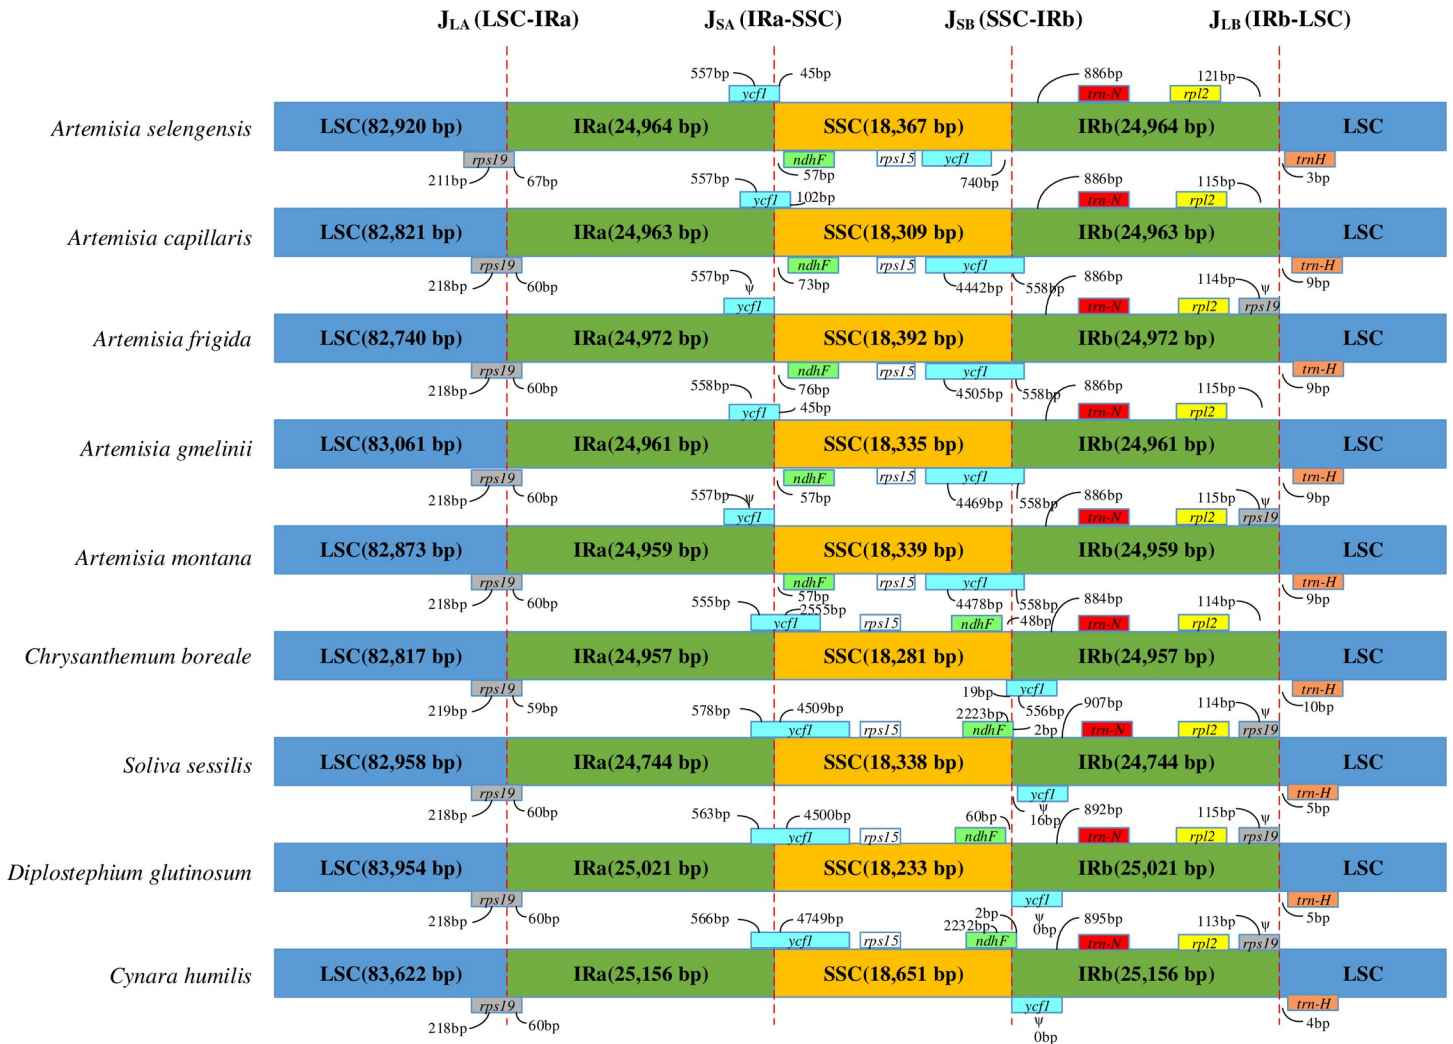 J_LA (LSC-IRa) J_SA (IRa-SSC) J_SB (SSC-IRb) J_LB (IRb-LSC)
557bp 45bp 886bp 121bp
ycf1 trn-N rpl2
Artemisia selengensis LSC(82,920 bp) IRa(24,964 bp) SSC(18,367 bp) IRb(24,964 bp) LSC
rps19 ndhF rps15 ycf1 trnH
211bp 67bp 57bp 740bp 3bp
557bp 102bp 886bp 115bp
ycf1 trn-N rpl2
Artemisia capillaris LSC(82,821 bp) IRa(24,963 bp) SSC(18,309 bp) IRb(24,963 bp) LSC
rps19 ndhF rps15 ycf1 trn-H
218bp 60bp 73bp 4442bp 558bp 9bp
557bp ψ 886bp 114bp ψ
ycf1 trn-N rpl2 rps19
Artemisia frigida LSC(82,740 bp) IRa(24,972 bp) SSC(18,392 bp) IRb(24,972 bp) LSC
rps19 ndhF rps15 ycf1 trn-H
218bp 60bp 76bp 4505bp 558bp 9bp
558bp 45bp 886bp 115bp
ycf1 trn-N rpl2
Artemisia gmelinii LSC(83,061 bp) IRa(24,961 bp) SSC(18,335 bp) IRb(24,961 bp) LSC
rps19 ndhF rps15 ycf1 trn-H
218bp 60bp 57bp 4469bp 558bp 9bp
557bp ψ 886bp 115bp ψ
ycf1 trn-N rpl2 rps19
Artemisia montana LSC(82,873 bp) IRa(24,959 bp) SSC(18,339 bp) IRb(24,959 bp) LSC
rps19 ndhF rps15 ycf1 trn-H
218bp 60bp 57bp 4478bp 558bp 9bp
555bp 2555bp 48bp 884bp 114bp
ycf1 rps15 ndhF trn-N rpl2
Chrysanthemum boreale LSC(82,817 bp) IRa(24,957 bp) SSC(18,281 bp) IRb(24,957 bp) LSC
rps19 ycf1 trn-H
219bp 59bp 19bp 556bp 10bp
578bp 4509bp 2223bp 2bp 907bp 114bp ψ
ycf1 rps15 ndhF trn-N rpl2 rps19
Soliva sessilis LSC(82,958 bp) IRa(24,744 bp) SSC(18,338 bp) IRb(24,744 bp) LSC
rps19 ycf1 trn-H
218bp 60bp ψ 16bp 5bp
563bp 4500bp 60bp 892bp 115bp ψ
ycf1 rps15 ndhF trn-N rpl2 rps19
Diplostephium glutinosum LSC(83,954 bp) IRa(25,021 bp) SSC(18,233 bp) IRb(25,021 bp) LSC
rps19 ycf1 trn-H
218bp 60bp ψ 0bp 5bp
566bp 4749bp 2232bp 2bp 895bp 113bp ψ
ycf1 rps15 ndhF trn-N rpl2 rps19
Cynara humilis LSC(83,622 bp) IRa(25,156 bp) SSC(18,651 bp) IRb(25,156 bp) LSC
rps19 ycf1 trn-H
218bp 60bp ψ 0bp 4bp